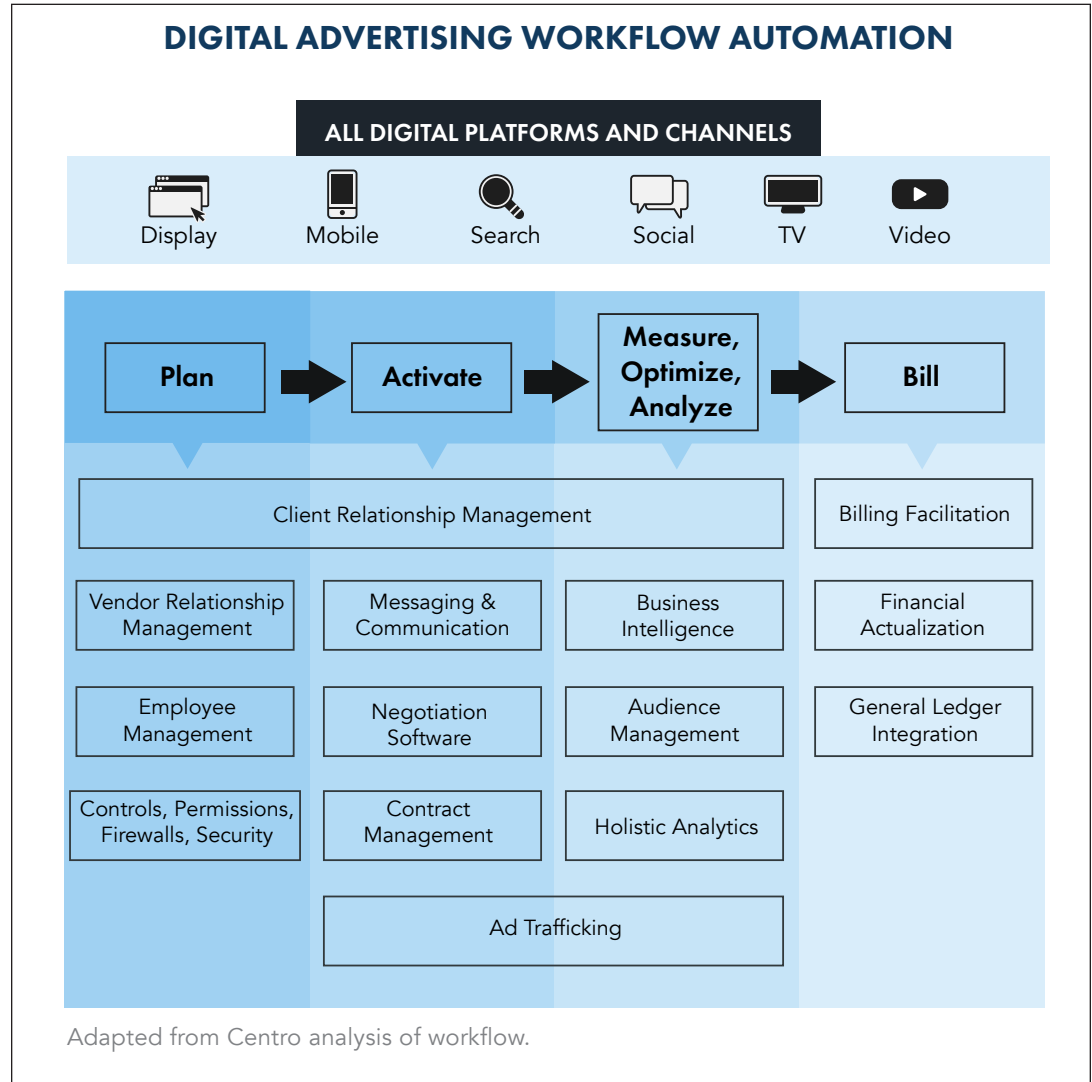 DIGITAL ADVERTISING WORKFLOW AUTOMATION
ALL DIGITAL PLATFORMS AND CHANNELS
Display
Mobile
Search
Social
TV
Video
Plan
Activate
Measure,
Optimize,
Analyze
Bill
Client Relationship Management
Billing Facilitation
Vendor Relationship
Management
Messaging &
Communication
Business
Intelligence
Financial
Actualization
Employee
Management
Negotiation
Software
Audience
Management
General Ledger
Integration
Controls, Permissions,
Firewalls, Security
Contract
Management
Holistic Analytics
Ad Trafficking
Adapted from Centro analysis of workflow.